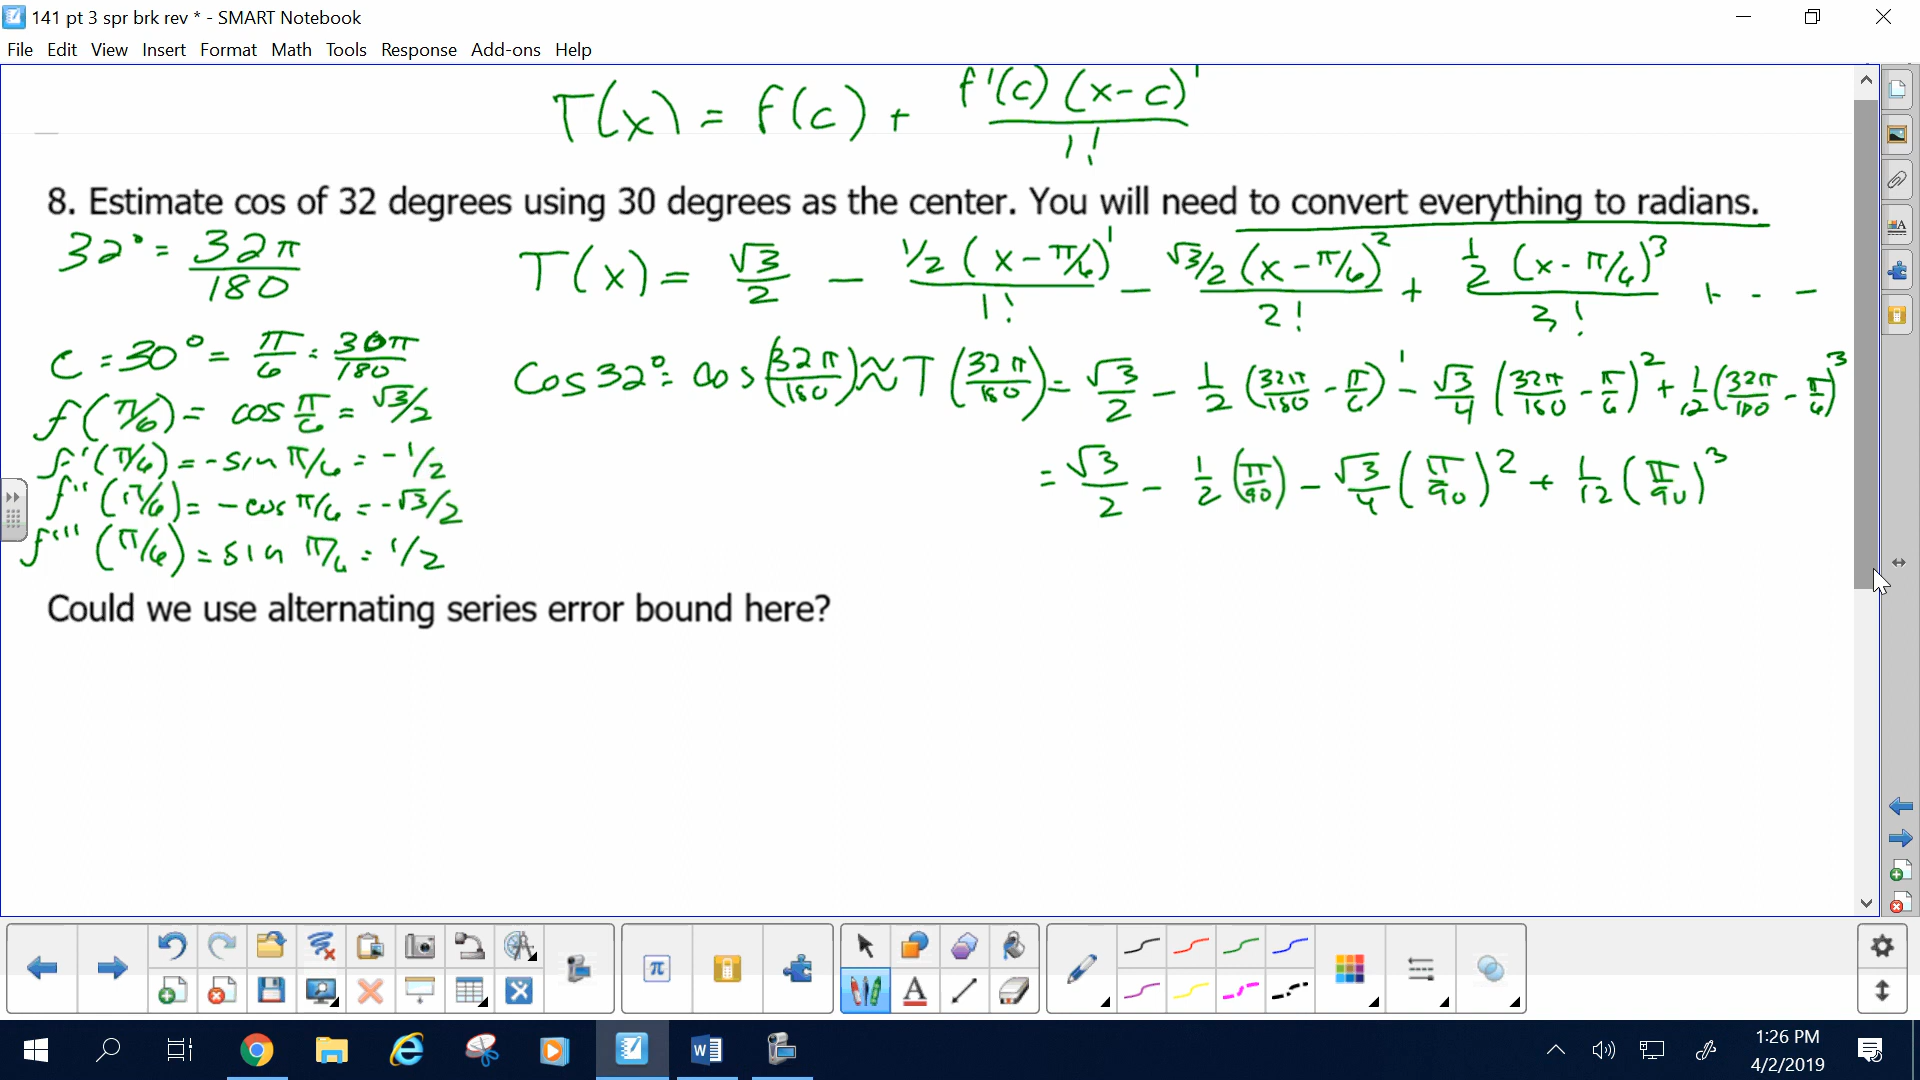 141 pt 3 spr brk rev * - SMART Notebook
File Edit View Insert Format Math Tools Response Add-ons Help
T(x) = f(c) + f'(c)(x-c)^1 / 1!
8. Estimate cos of 32 degrees using 30 degrees as the center. You will need to convert everything to radians.
32° = 32π/180
T(x) = √3/2 - 1/2(x-π/6)^1 / 1! - √3/2(x-π/6)^2 / 2! + 1/2(x-π/6)^3 / 3! + - -
c = 30° = π/6 = 30π/180
cos 32° = cos(32π/180) ≈ T(32π/180) = √3/2 - 1/2(32π/180 - π/6)^1 - √3/4(32π/180 - π/6)^2 + 1/12(32π/180 - π/6)^3
f(π/6) = cos π/6 = √3/2
f'(π/6) = -sin π/6 = -1/2
= √3/2 - 1/2(π/90) - √3/4(π/90)^2 + 1/12(π/90)^3
f''(π/6) = -cos π/6 = -√3/2
f'''(π/6) = sin π/6 = 1/2
Could we use alternating series error bound here?
1:26 PM
4/2/2019